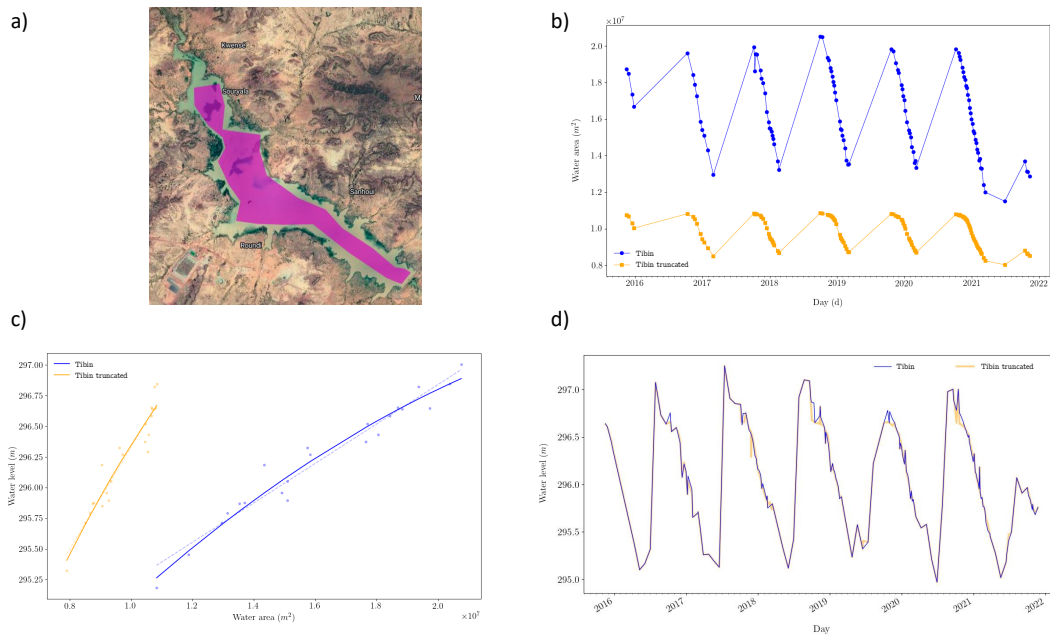 a)
Kwensé
Souryala
M
Sanhoui
Roundi
b)
×10⁷
2.0
1.8
1.6
1.4
1.2
1.0
0.8
Water area (m²)
Tibin
Tibin truncated
2016 2017 2018 2019 2020 2021 2022
Day (d)
c)
Tibin
Tibin truncated
297.00
296.75
296.50
296.25
296.00
295.75
295.50
295.25
Water level (m)
0.8 1.0 1.2 1.4 1.6 1.8 2.0
Water area (m²)
×10⁷
d)
Tibin Tibin truncated
297.0
296.5
296.0
295.5
295.0
Water level (m)
2016 2017 2018 2019 2020 2021 2022
Day